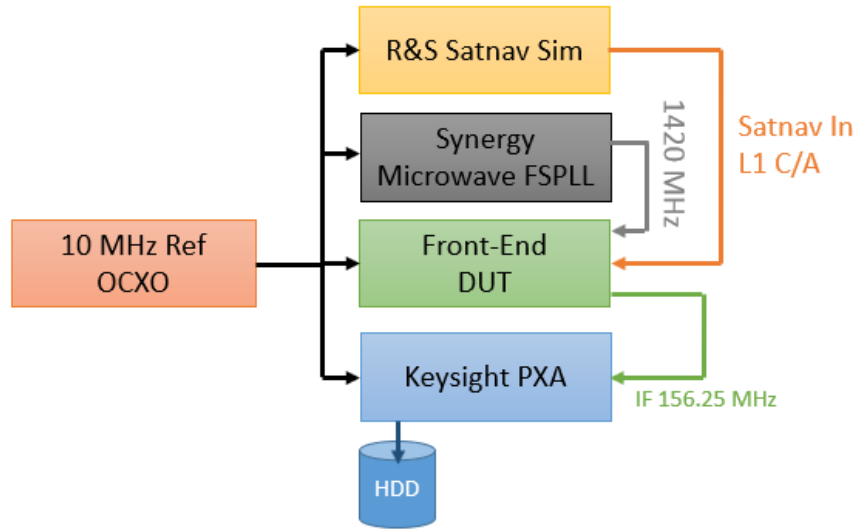 R&S Satnav Sim
Synergy
Microwave FSPLL
1420 MHz
Satnav In
L1 C/A
10 MHz Ref
OCXO
Front-End
DUT
Keysight PXA
IF 156.25 MHz
HDD